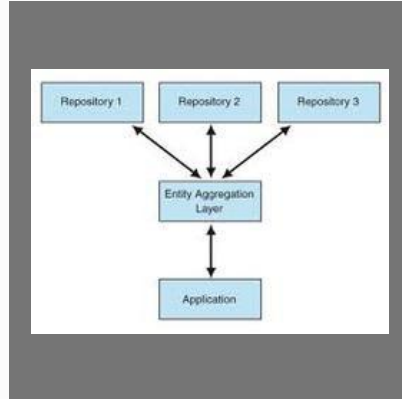 Repository 1
Repository 2
Repository 3
Entity Aggregation
Layer
Application